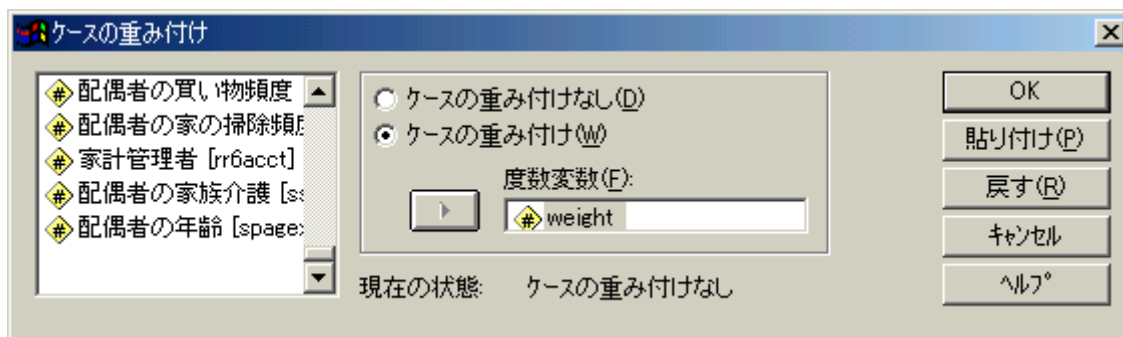 ケースの重み付け
配偶者の買い物頻度
配偶者の家の掃除頻度
家計管理者 [rr6acct]
配偶者の家族介護 [ss
配偶者の年齢 [spage
ケースの重み付けなし(D)
ケースの重み付け(W)
度数変数(F):
weight
現在の状態: ケースの重み付けなし
OK
貼り付け(P)
戻す(R)
キャンセル
ヘルプ